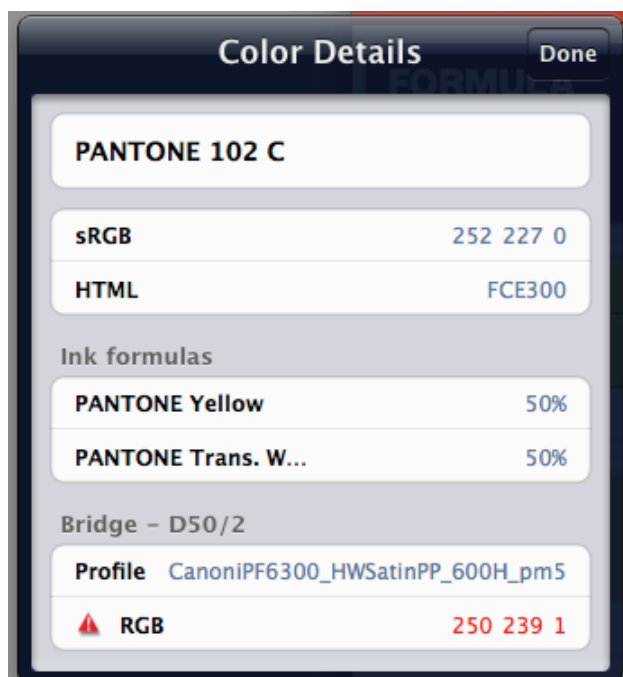 Color Details
Done
FORMULA
PANTONE 102 C
sRGB 252 227 0
HTML FCE300
Ink formulas
PANTONE Yellow 50%
PANTONE Trans. W... 50%
Bridge - D50/2
Profile CanoniPF6300_HWSatinPP_600H_pm5
RGB 250 239 1